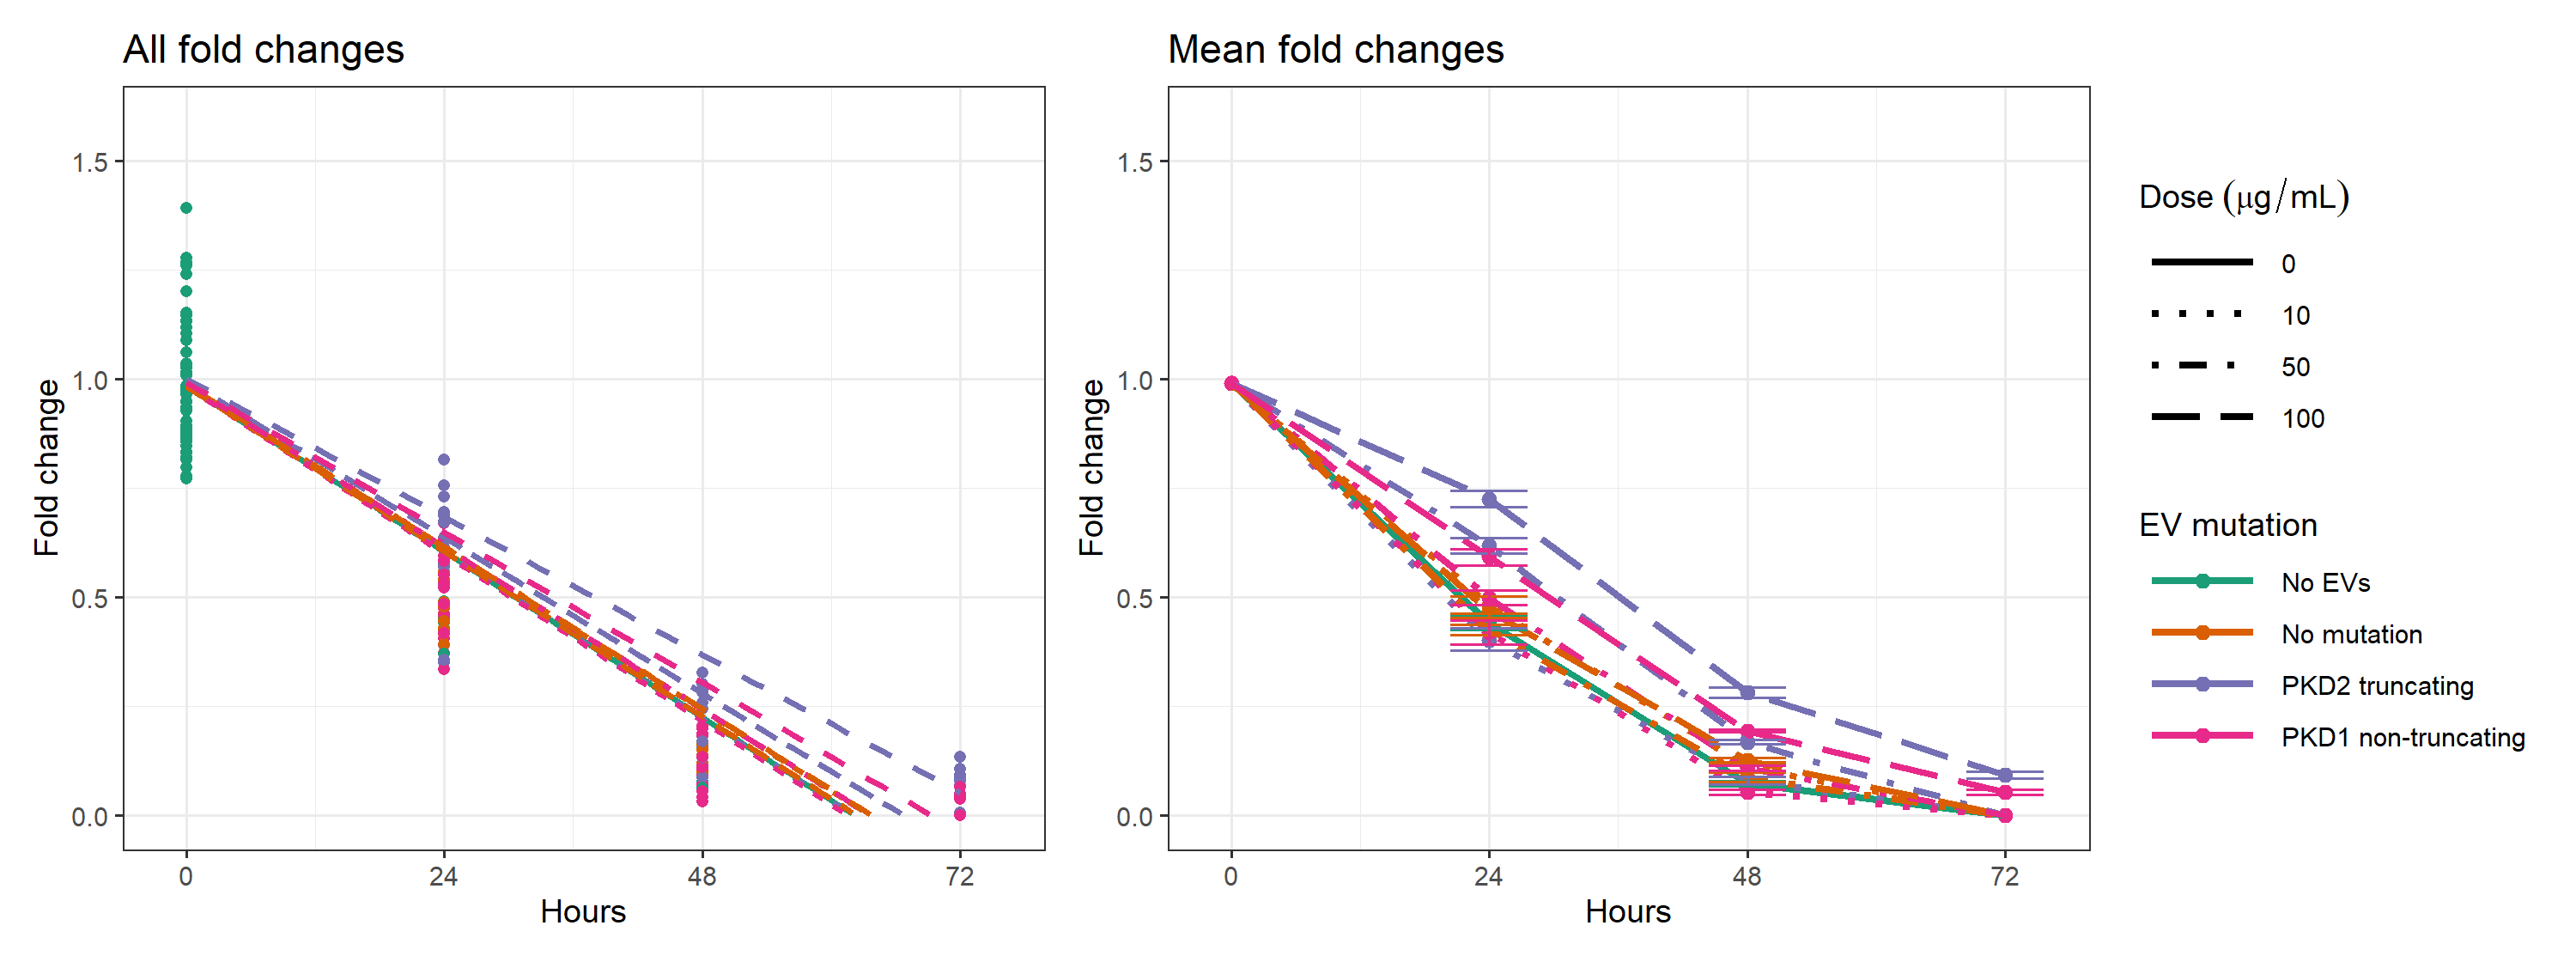 All fold changes
Fold change
1.5
1.0
0.5
0.0
0 24 48 72
Hours
Mean fold changes
Fold change
1.5
1.0
0.5
0.0
0 24 48 72
Hours
Dose (μg/mL)
0
10
50
100
EV mutation
No EVs
No mutation
PKD2 truncating
PKD1 non-truncating